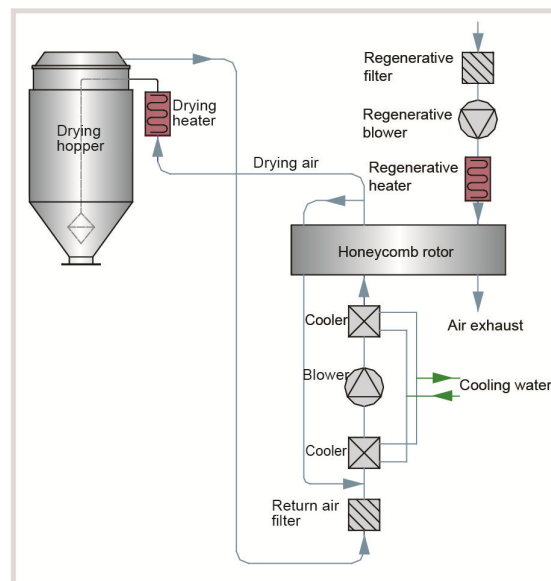 Regenerative
filter
Drying
heater
Regenerative
blower
Drying
hopper
Drying air
Regenerative
heater
Honeycomb rotor
Cooler
Air exhaust
Blower
Cooling water
Cooler
Return air
filter